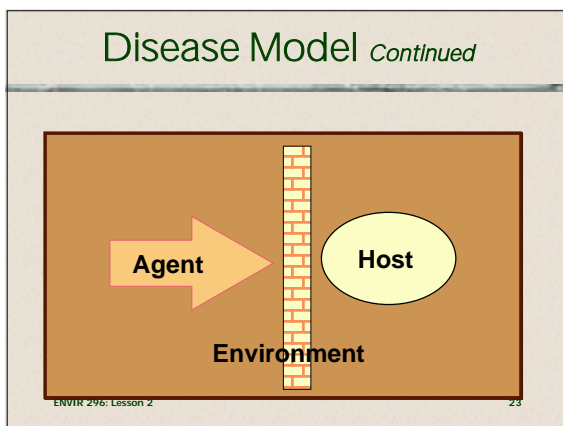 Disease Model Continued
Agent
Host
Environment
ENVIR 296: Lesson 2
23